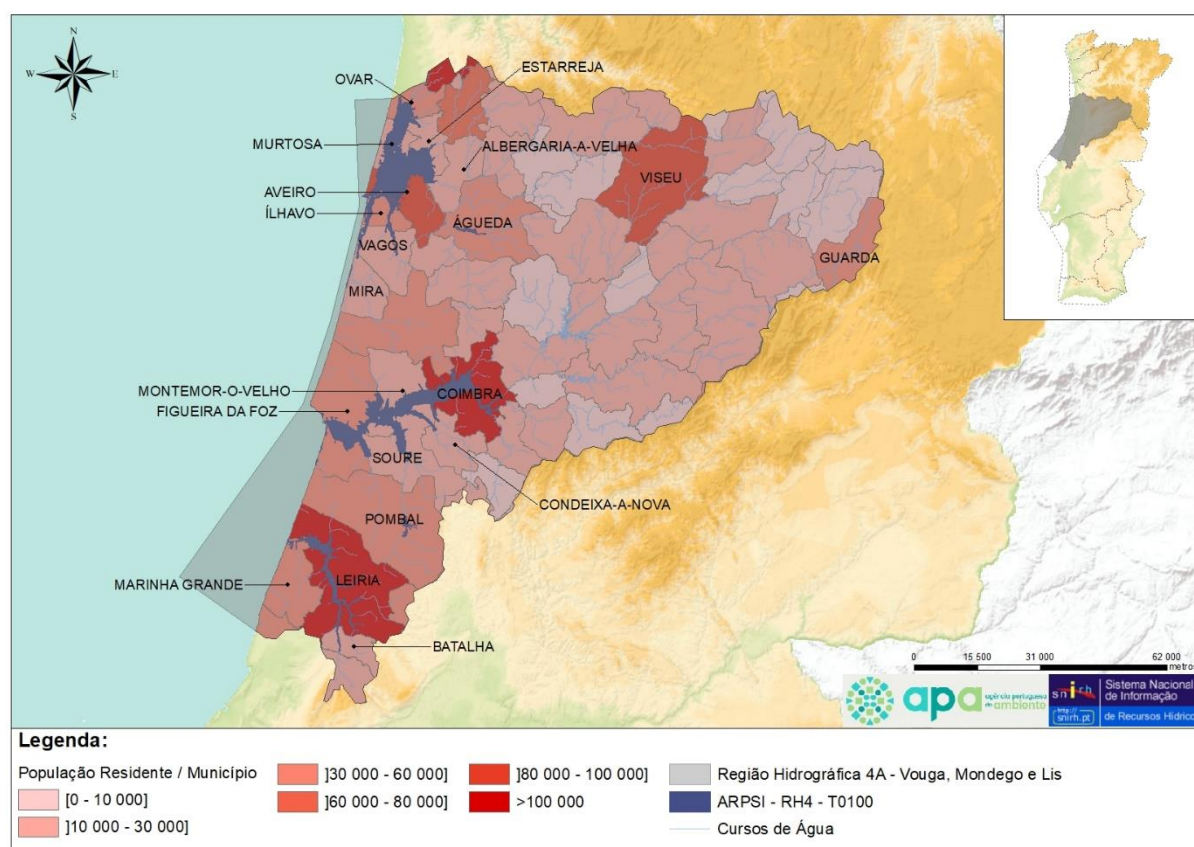 N
W
E
S
OVAR
ESTARREJA
MURTOSA
ALBERGARIA-A-VELHA
VISEU
AVEIRO
ÍLHAVO
ÁGUEDA
VAGOS
GUARDA
MIRA
MONTEMOR-O-VELHO
COIMBRA
FIGUEIRA DA FOZ
SOURE
CONDEIXA-A-NOVA
POMBAL
MARINHA GRANDE
LEIRIA
BATALHA
0 15 500 31 000 62 000
metros
apa
agência portuguesa
do ambiente
snirh
http://
snirh.pt
Sistema Nacional
de Informação
de Recursos Hídricos
Legenda:
População Residente / Município
[0 - 10 000]
]10 000 - 30 000]
]30 000 - 60 000]
]60 000 - 80 000]
]80 000 - 100 000]
>100 000
Região Hidrográfica 4A - Vouga, Mondego e Lis
ARPSI - RH4 - T0100
Cursos de Água